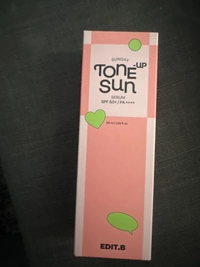 SUNDAY
TONE-UP
Sun
SERUM
SPF 50+ / PA ++++
EDIT.B